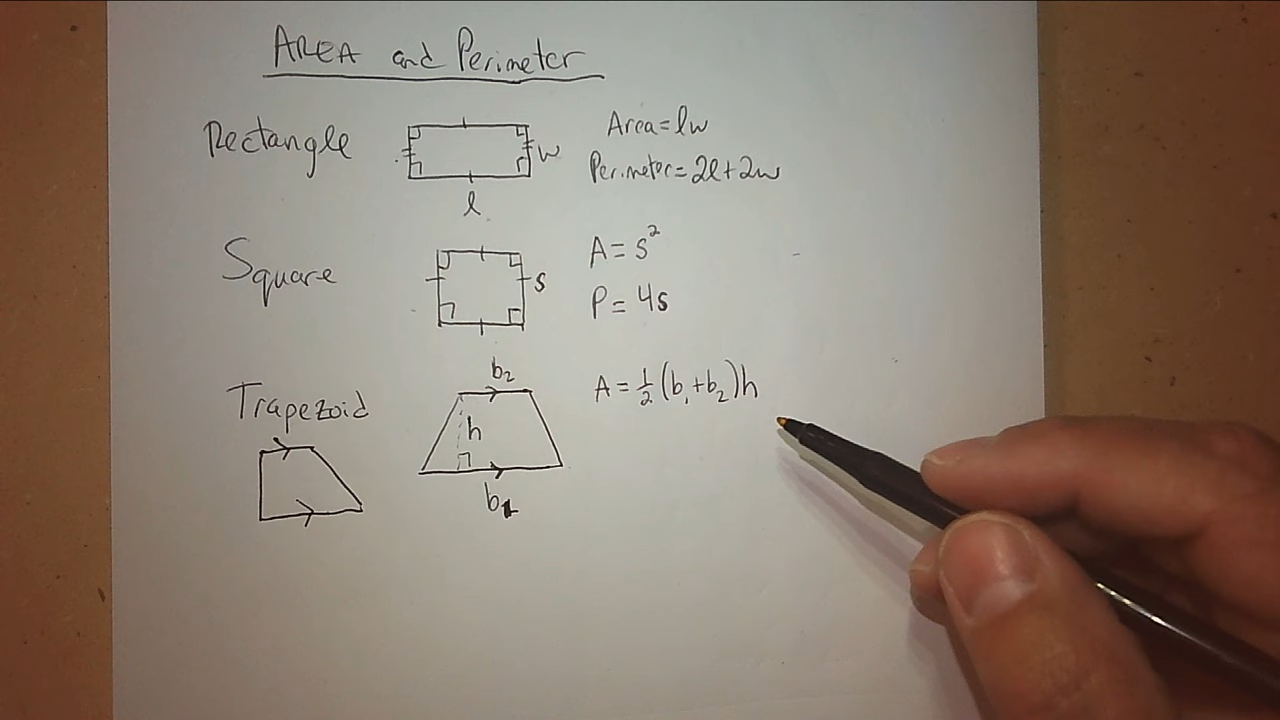 AREA and Perimeter
Rectangle
w
l
Area=lw
Perimeter=2l+2w
Square
s
A=s²
P=4s
Trapezoid
b₂
h
b₁
A=½(b₁+b₂)h